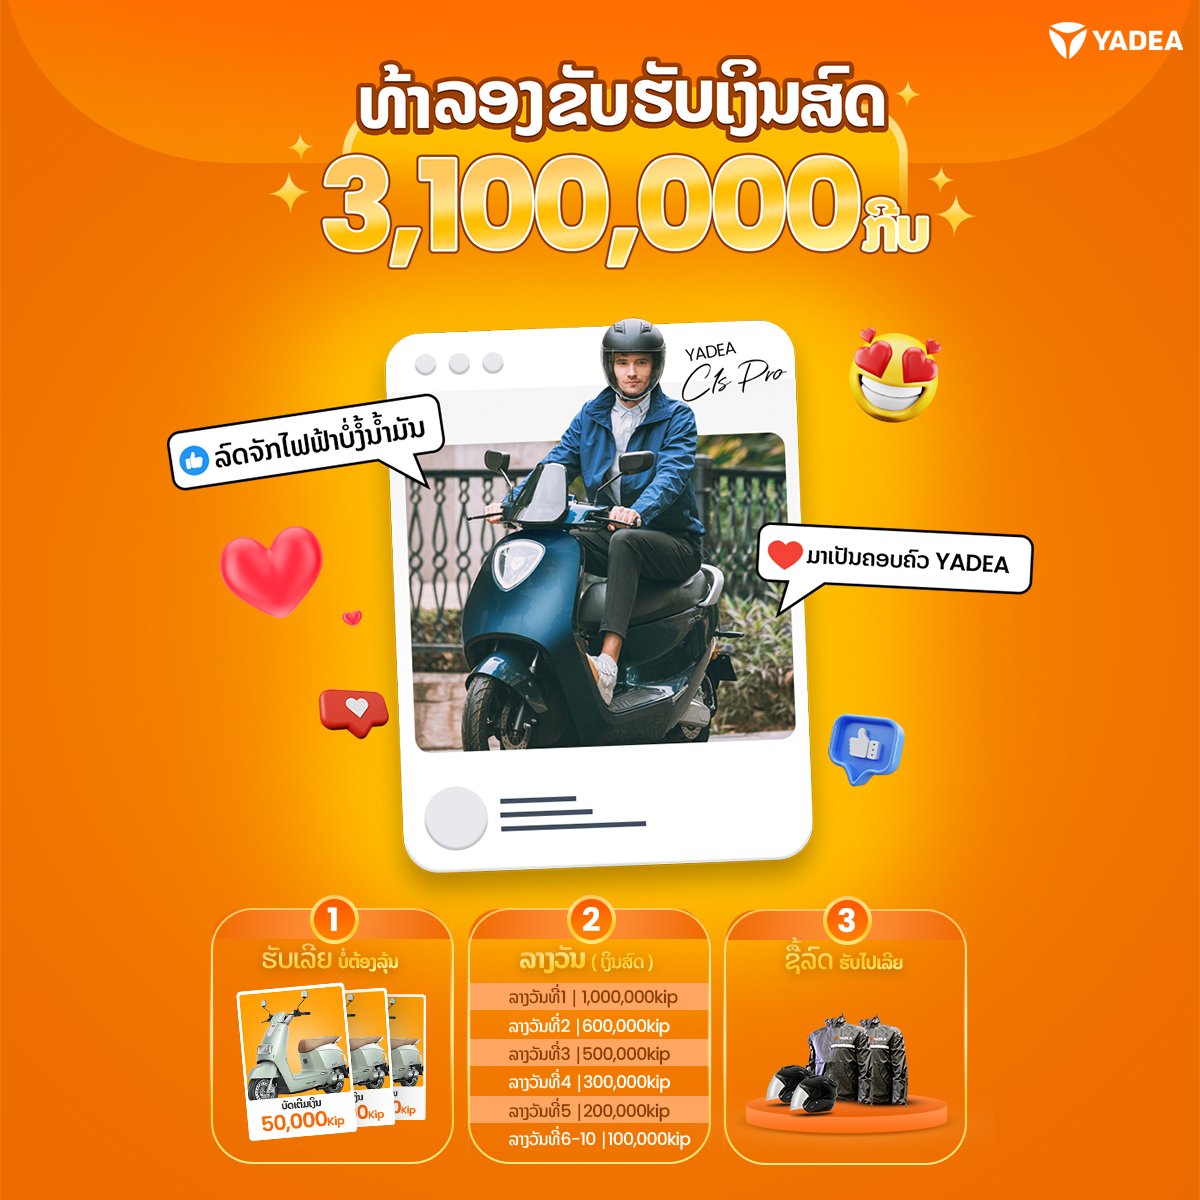 YADEA
ທ້າລອງຂັບຮັບເງິນສົດ
3,100,000ກີບ
YADEA
C1s Pro
ລົດຈັກໄຟຟ້າບໍ່ງໍ້ນ້ຳມັນ
ມາເປັນຄອບຄົວ YADEA
1
ຮັບເລີຍ ບໍ່ຕ້ອງລຸ້ນ
ບັດເຕີມເງິນ
50,000Kip
2
ລາງວັນ ( ເງິນສົດ )
ລາງວັນທີ່1 | 1,000,000kip
ລາງວັນທີ່2 |600,000kip
ລາງວັນທີ່3 |500,000kip
ລາງວັນທີ່4 |300,000kip
ລາງວັນທີ່5 |200,000kip
ລາງວັນທີ່6-10 |100,000kip
3
ຊື້ລົດ ຮັບໄປເລີຍ